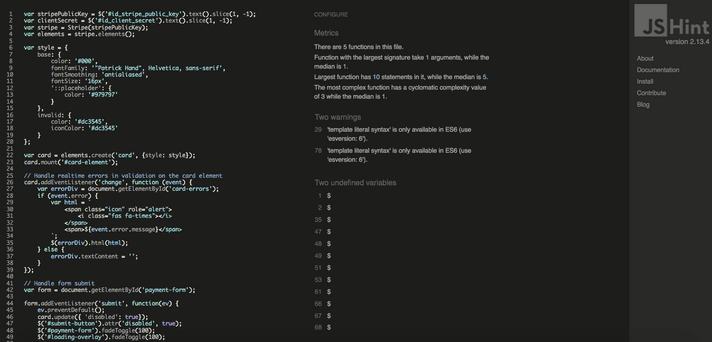 1 var stripePublicKey = $('#id_stripe_public_key').text().slice(1, -1);
2 var clientSecret = $('#id_client_secret').text().slice(1, -1);
3 var stripe = Stripe(stripePublicKey);
4 var elements = stripe.elements();
5
6 var style = {
7 base: {
8 color: '#000',
9 fontFamily: '"Patrick Hand", Helvetica, sans-serif',
10 fontSmoothing: 'antialiased',
11 fontSize: '16px',
12 '::placeholder': {
13 color: '#979797'
14 }
15 },
16 invalid: {
17 color: '#dc3545',
18 iconColor: '#dc3545'
19 }
20 };
21
22 var card = elements.create('card', {style: style});
23 card.mount('#card-element');
24
25 // Handle realtime errors in validation on the card element
26 card.addEventListener('change', function (event) {
27 var errorDiv = document.getElementById('card-errors');
28 if (event.error) {
29 var html = `
30 <span class="icon" role="alert">
31 <i class="fas fa-times"></i>
32 </span>
33 <span>${event.error.message}</span>
34 `;
35 $(errorDiv).html(html);
36 } else {
37 errorDiv.textContent = '';
38 }
39 });
40
41 // Handle form submit
42 var form = document.getElementById('payment-form');
43
44 form.addEventListener('submit', function(ev) {
45 ev.preventDefault();
46 card.update({ 'disabled': true});
47 $('#submit-button').attr('disabled', true);
48 $('#payment-form').fadeToggle(100);
49 $('#loading-overlay').fadeToggle(100);
CONFIGURE
Metrics
There are 5 functions in this file.
Function with the largest signature take 1 arguments, while the
median is 1.
Largest function has 10 statements in it, while the median is 5.
The most complex function has a cyclomatic complexity value
of 3 while the median is 1.
Two warnings
29 'template literal syntax' is only available in ES6 (use
'esversion: 6').
78 'template literal syntax' is only available in ES6 (use
'esversion: 6').
Two undefined variables
1 $
2 $
35 $
47 $
48 $
49 $
51 $
53 $
61 $
66 $
67 $
68 $
JSHint
version 2.13.4
About
Documentation
Install
Contribute
Blog